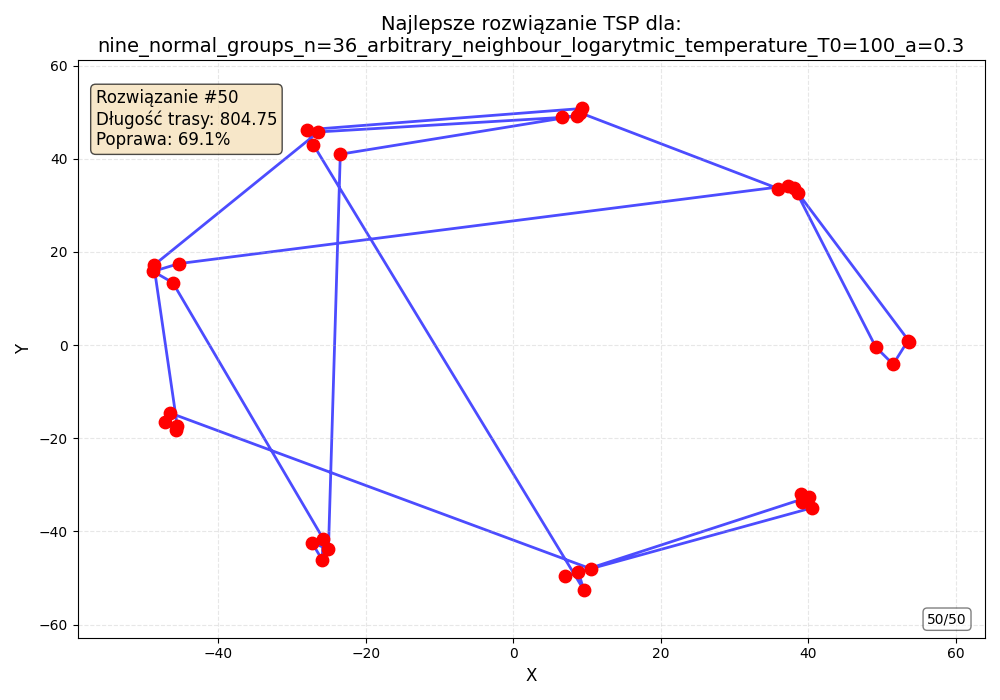 Najlepsze rozwiązanie TSP dla:
nine_normal_groups_n=36_arbitrary_neighbour_logarytmic_temperature_T0=100_a=0.3
Rozwiązanie #50
Długość trasy: 804.75
Poprawa: 69.1%
60
40
20
0
−20
−40
−60
Y
50/50
−40
−20
0
20
40
60
X